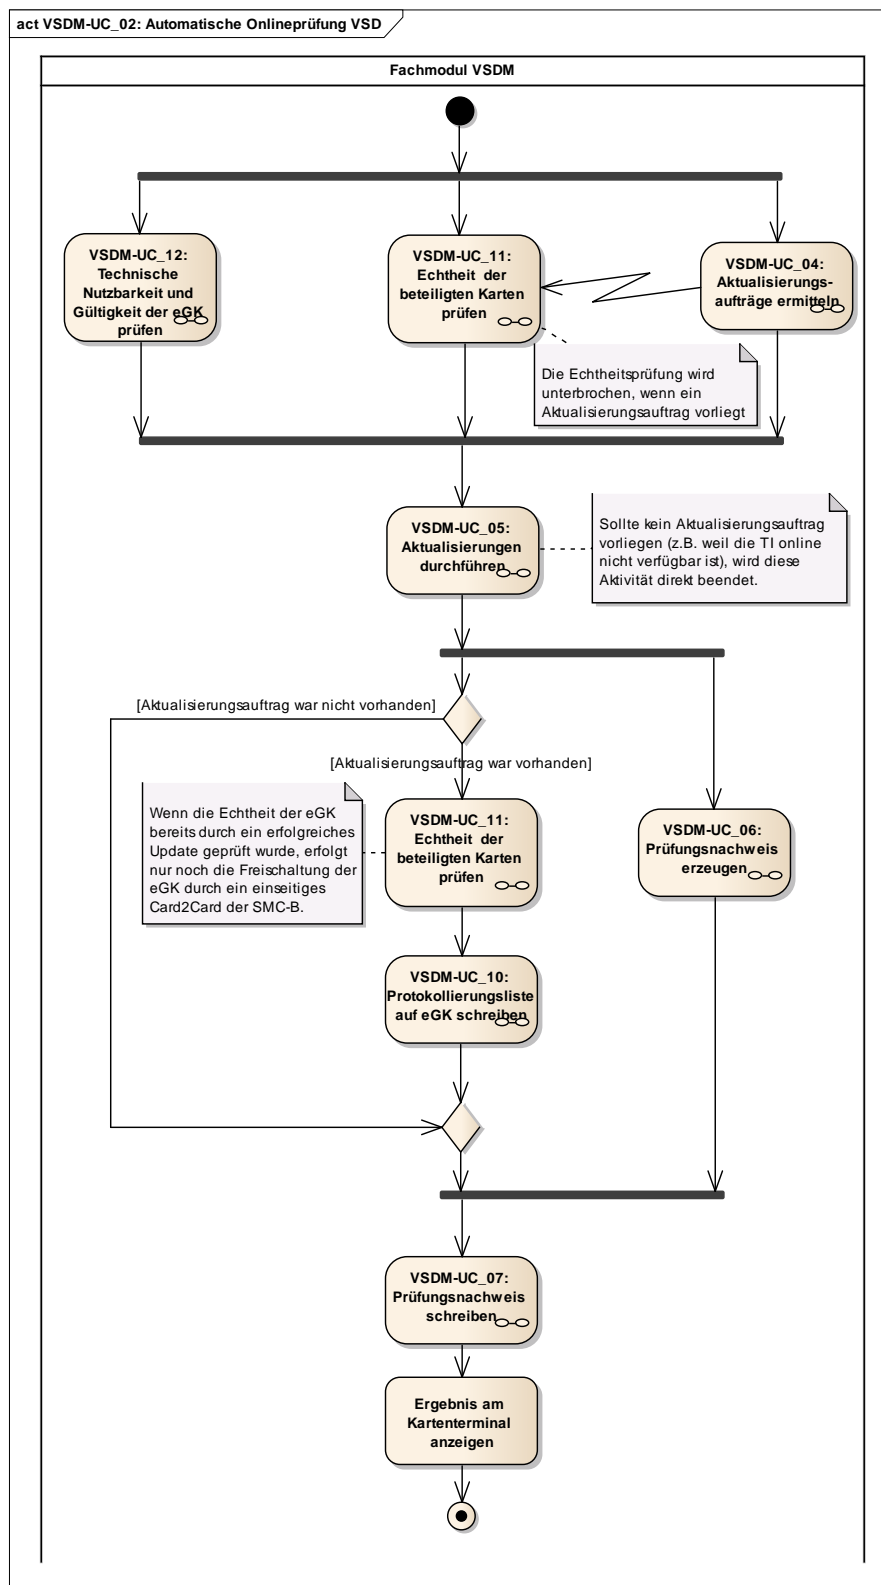 act VSDM-UC_02: Automatische Onlineprüfung VSD
Fachmodul VSDM
VSDM-UC_12:
Technische
Nutzbarkeit und
Gültigkeit der eGK
prüfen
VSDM-UC_11:
Echtheit der
beteiligten Karten
prüfen
VSDM-UC_04:
Aktualisierungs-
aufträge ermitteln
Die Echtheitsprüfung wird
unterbrochen, wenn ein
Aktualisierungsauftrag vorliegt
VSDM-UC_05:
Aktualisierungen
durchführen
Sollte kein Aktualisierungsauftrag
vorliegen (z.B. weil die TI online
nicht verfügbar ist), wird diese
Aktivität direkt beendet.
[Aktualisierungsauftrag war nicht vorhanden]
[Aktualisierungsauftrag war vorhanden]
Wenn die Echtheit der eGK
bereits durch ein erfolgreiches
Update geprüft wurde, erfolgt
nur noch die Freischaltung der
eGK durch ein einseitiges
Card2Card der SMC-B.
VSDM-UC_11:
Echtheit der
beteiligten Karten
prüfen
VSDM-UC_06:
Prüfungsnachweis
erzeugen
VSDM-UC_10:
Protokollierungsliste
auf eGK schreiben
VSDM-UC_07:
Prüfungsnachweis
schreiben
Ergebnis am
Kartenterminal
anzeigen